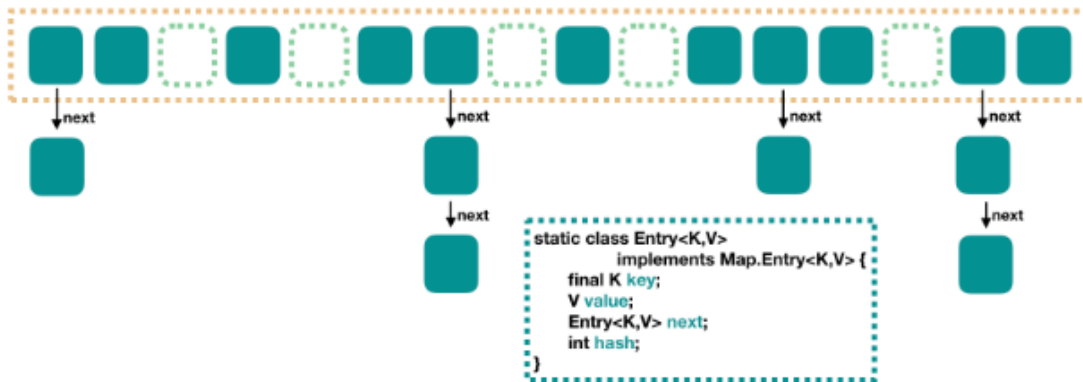 next
next
next
next
next
next
static class Entry<K,V>
implements Map.Entry<K,V> {
final K key;
V value;
Entry<K,V> next;
int hash;
}